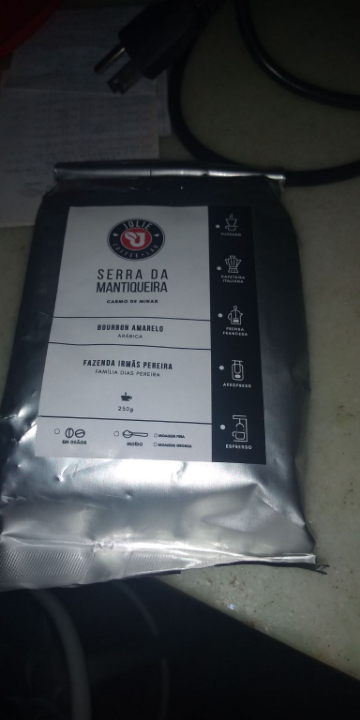 JOLIE
SERRA DA
MANTIQUEIRA
CARMO DE MINAS
BOURBON AMARELO
ARÁBICA
FAZENDA IRMÃS PEREIRA
FAMÍLIA DIAS PEREIRA
250g
EM GRÃOS
MOÍDO
MOAGEM FINA
MOAGEM GROSSA
CAFETEIRA
ITALIANA
PRENSA
FRANCESA
AEROPRESS
ESPRESSO